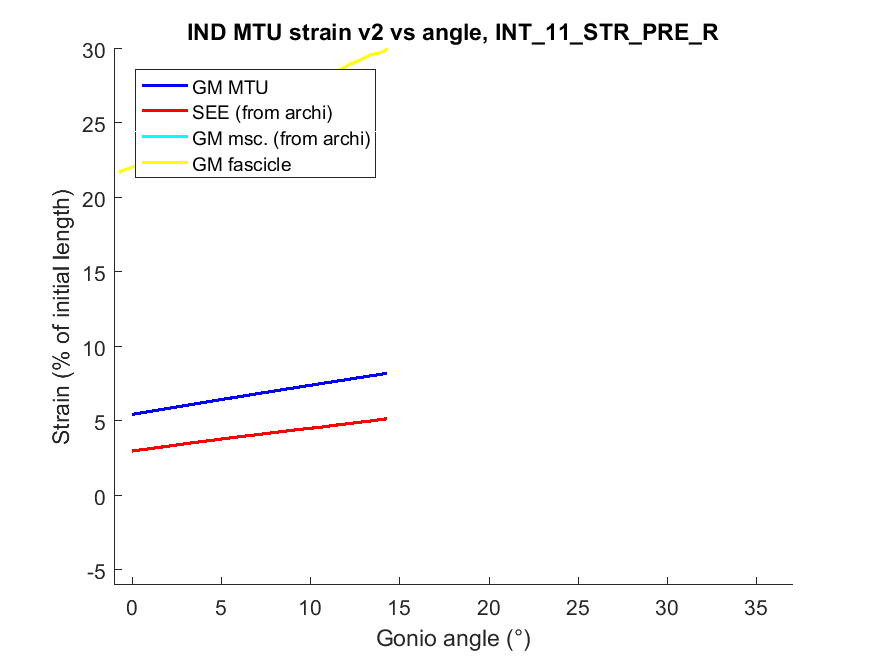 IND MTU strain v2 vs angle, INT_11_STR_PRE_R
30
25
20
15
10
5
0
-5
Strain (% of initial length)
GM MTU
SEE (from archi)
GM msc. (from archi)
GM fascicle
0 5 10 15 20 25 30 35
Gonio angle (°)